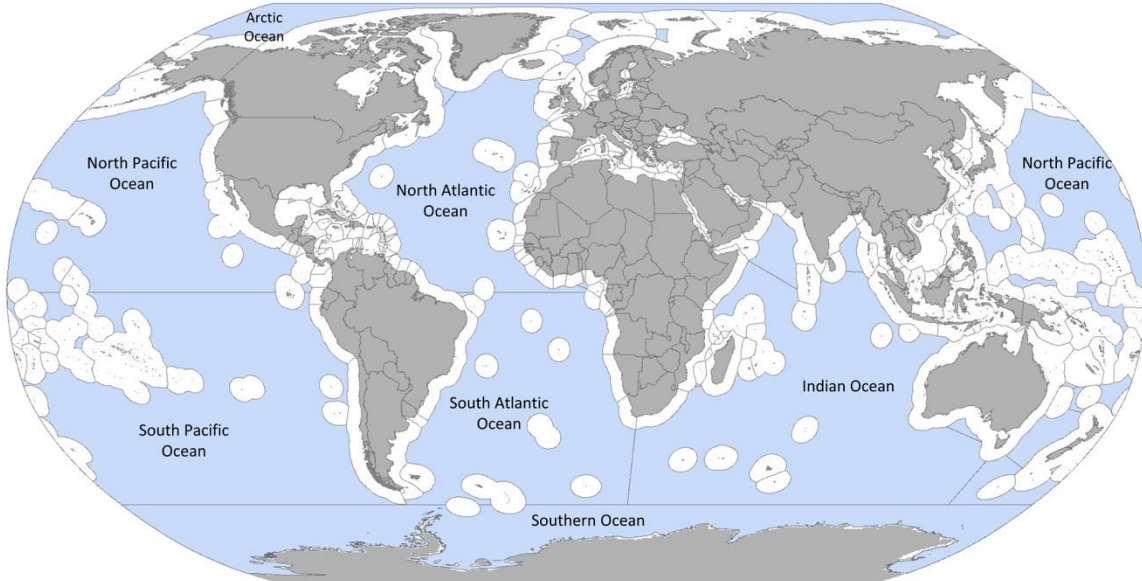 Arctic
Ocean
North Pacific
Ocean
North Atlantic
Ocean
North Pacific
Ocean
South Pacific
Ocean
South Atlantic
Ocean
Indian Ocean
Southern Ocean